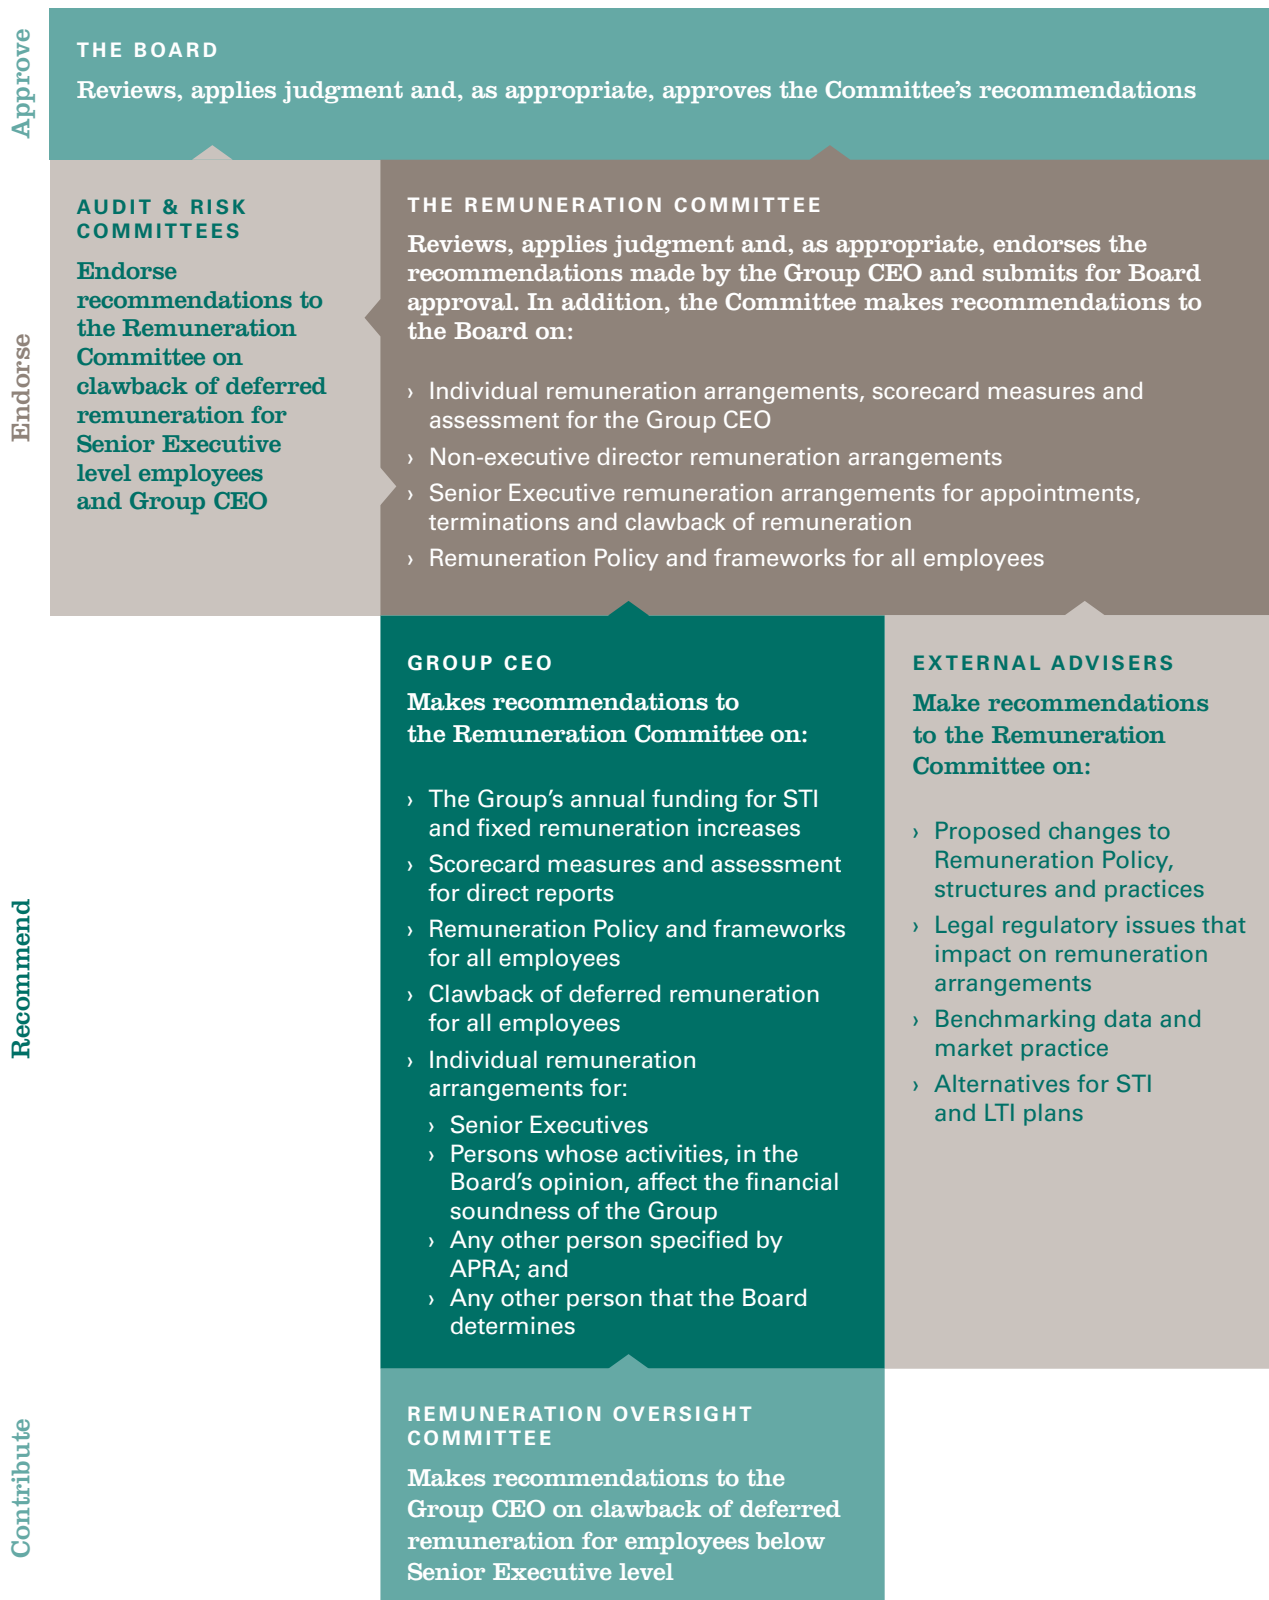 Approve
THE BOARD
Reviews, applies judgment and, as appropriate, approves the Committee’s recommendations
Endorse
AUDIT & RISK
COMMITTEES
Endorse
recommendations to
the Remuneration
Committee on
clawback of deferred
remuneration for
Senior Executive
level employees
and Group CEO
THE REMUNERATION COMMITTEE
Reviews, applies judgment and, as appropriate, endorses the
recommendations made by the Group CEO and submits for Board
approval. In addition, the Committee makes recommendations to
the Board on:
› Individual remuneration arrangements, scorecard measures and
assessment for the Group CEO
› Non-executive director remuneration arrangements
› Senior Executive remuneration arrangements for appointments,
terminations and clawback of remuneration
› Remuneration Policy and frameworks for all employees
Recommend
GROUP CEO
Makes recommendations to
the Remuneration Committee on:
› The Group’s annual funding for STI
and fixed remuneration increases
› Scorecard measures and assessment
for direct reports
› Remuneration Policy and frameworks
for all employees
› Clawback of deferred remuneration
for all employees
› Individual remuneration
arrangements for:
› Senior Executives
› Persons whose activities, in the
Board’s opinion, affect the financial
soundness of the Group
› Any other person specified by
APRA; and
› Any other person that the Board
determines
EXTERNAL ADVISERS
Make recommendations
to the Remuneration
Committee on:
› Proposed changes to
Remuneration Policy,
structures and practices
› Legal regulatory issues that
impact on remuneration
arrangements
› Benchmarking data and
market practice
› Alternatives for STI
and LTI plans
Contribute
REMUNERATION OVERSIGHT
COMMITTEE
Makes recommendations to the
Group CEO on clawback of deferred
remuneration for employees below
Senior Executive level